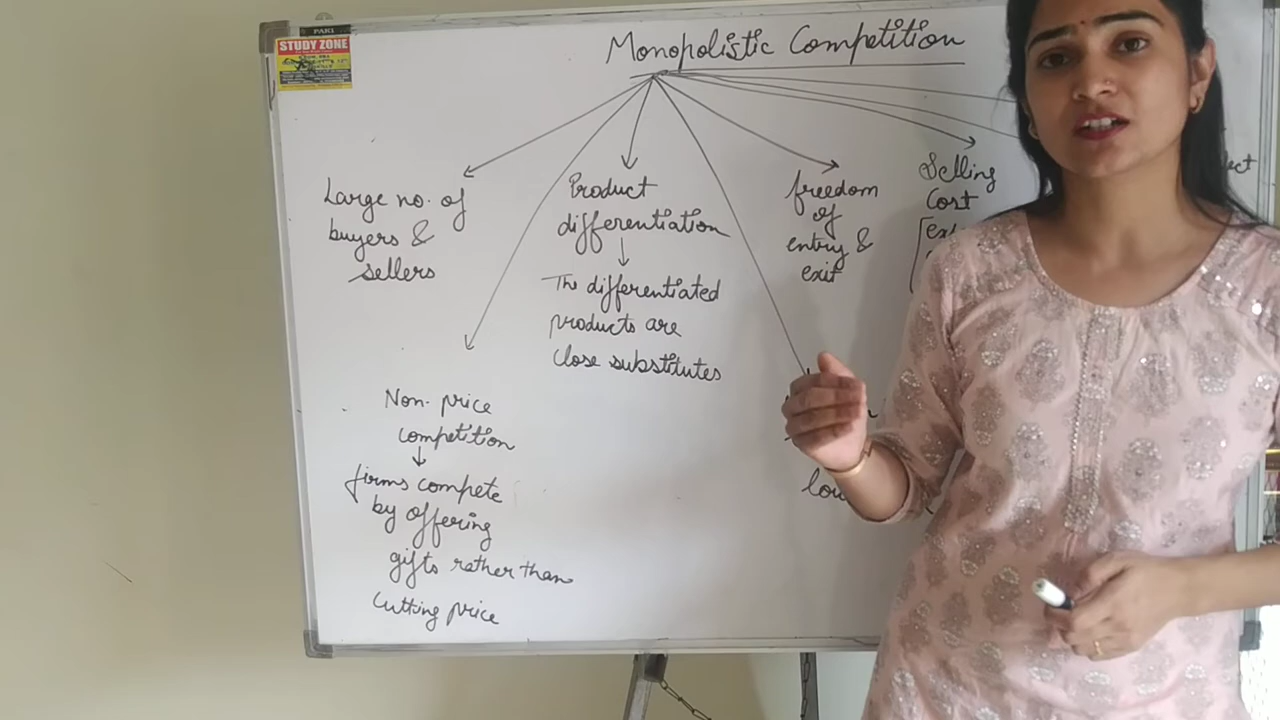 PAKI
STUDY ZONE
Monopolistic Competition
Large no. of
buyers &
sellers
Product
differentiation
The differentiated
products are
close substitutes
freedom
of
entry &
exit
Selling
Cost
Non-price
competition
firms compete
by offering
gifts rather than
cutting price